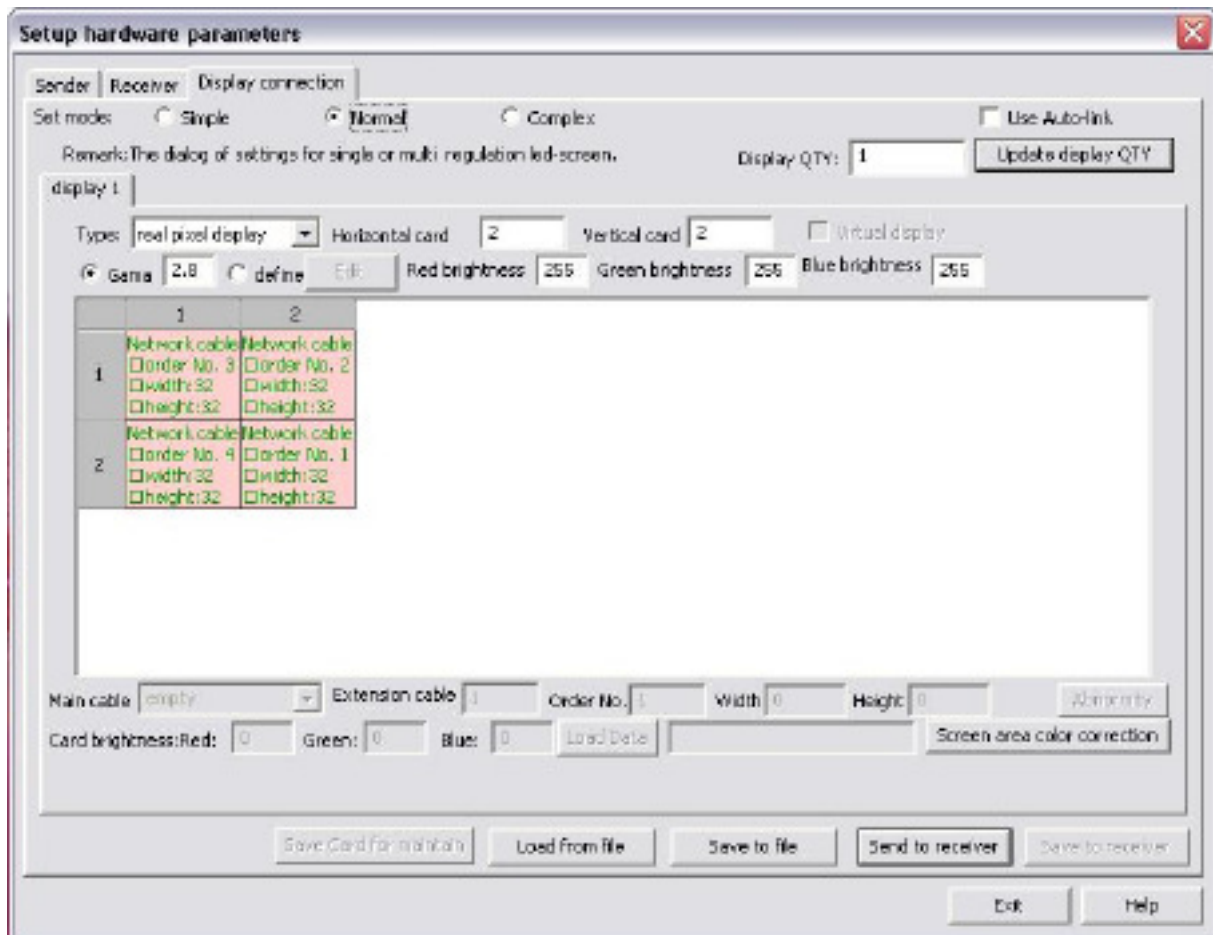 Setup hardware parameters
Sender Receiver Display connection
Set mode: Simple Normal Complex Use Auto-link
Remark:The dialog of settings for single or multi regulation led-screen. Display QTY: 1 Update display QTY
display 1
Type: real pixel display Horizontal card 2 Vertical card 2 Virtual display
Gama 2.8 define Edit Red brightness 255 Green brightness 255 Blue brightness 255
1 2
Network cable Network cable
1 order No. 3 order No. 2
width:32 width:32
height:32 height:32
Network cable Network cable
2 order No. 4 order No. 1
width:32 width:32
height:32 height:32
Main cable empty Extension cable 1 Order No. 1 Width 0 Height 0
Card brightness:Red: 0 Green: 0 Blue: 0 Load Data Screen area color correction
Save Card for maintain Load from file Save to file Send to receiver Save to receiver
Exit Help